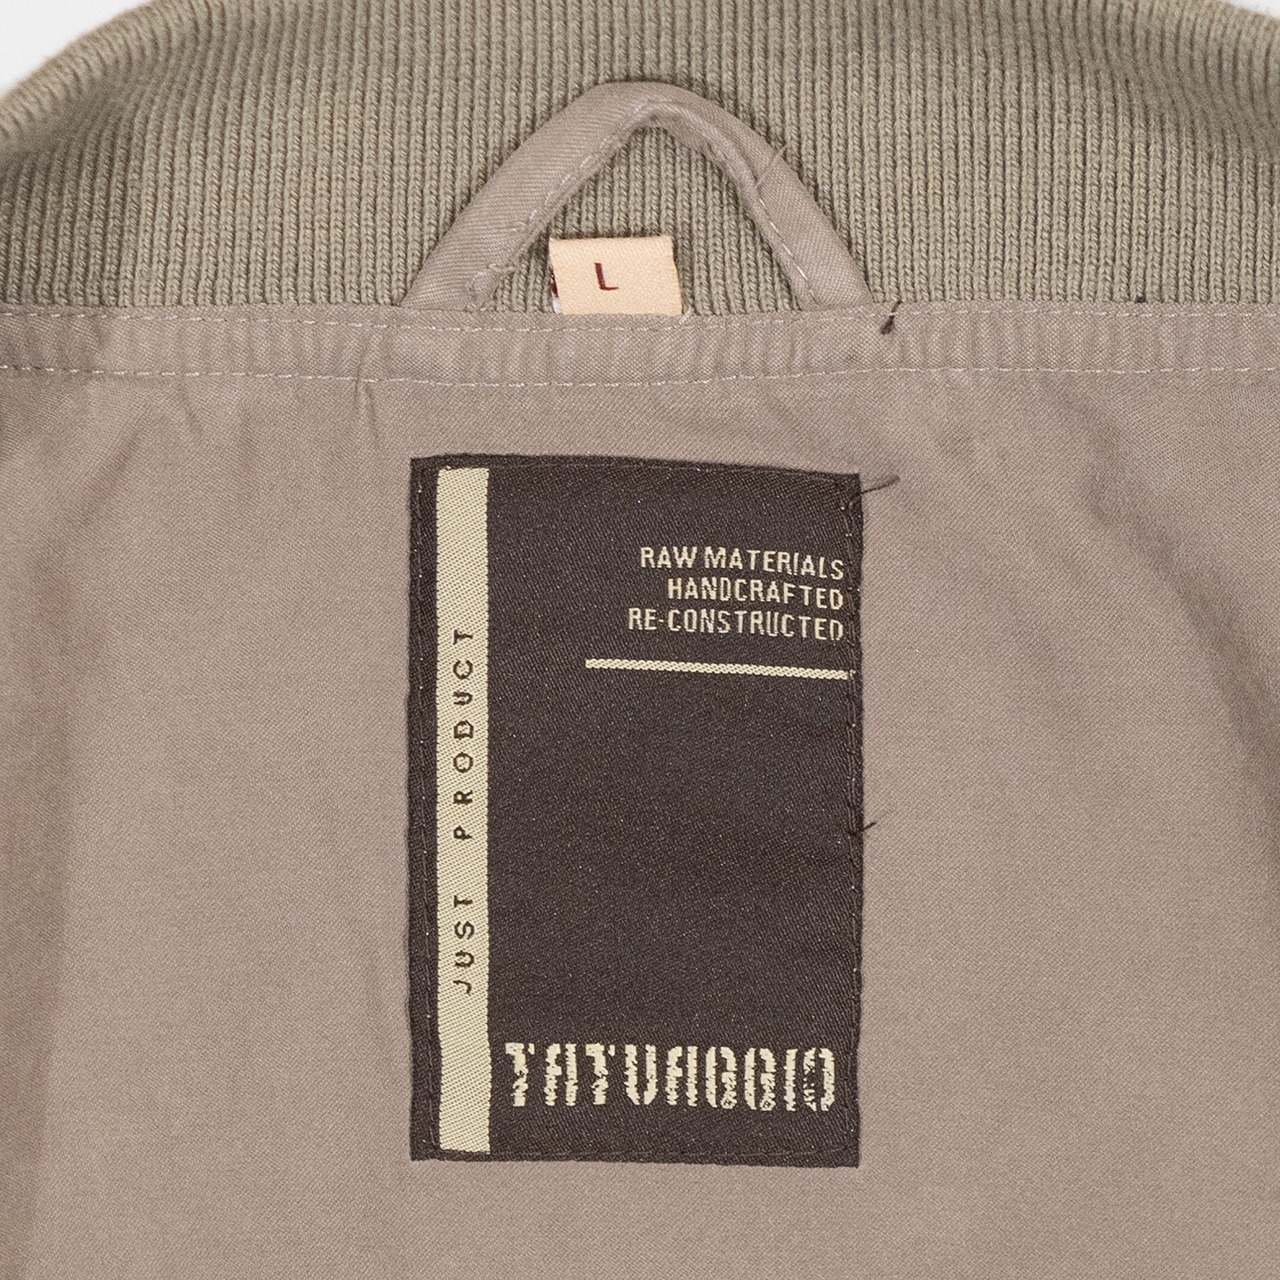 L
RAW MATERIALS
HANDCRAFTED
RE-CONSTRUCTED
JUST PRODUCT
TATUAGGIO